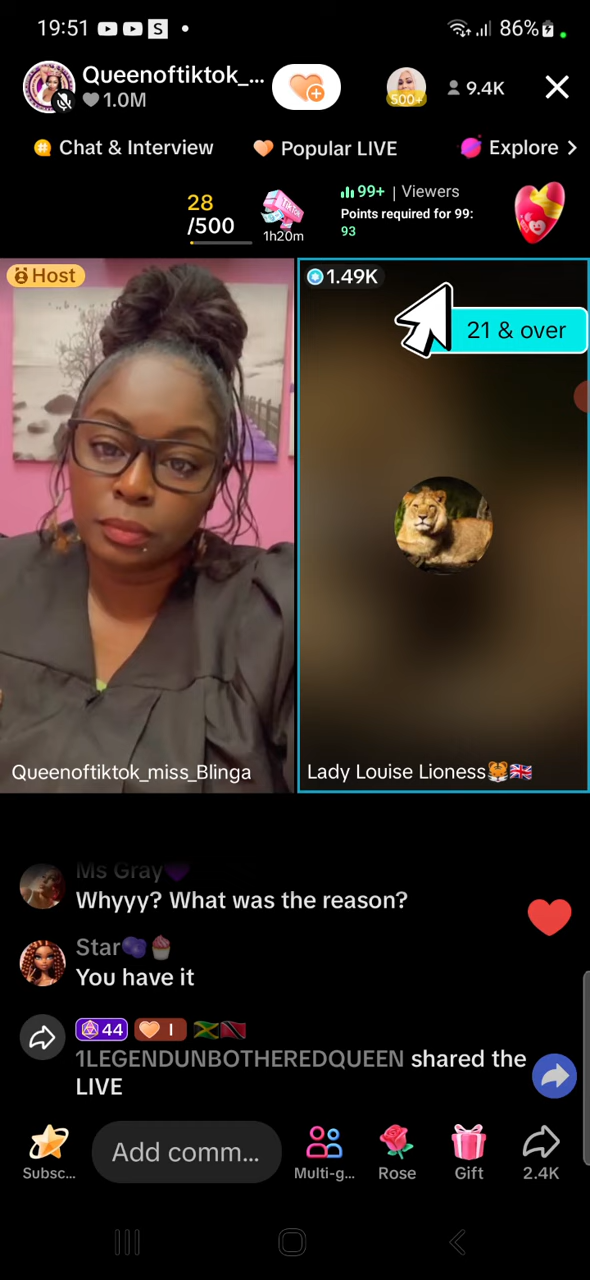 19:51
S
86%
Queenoftiktok_...
1.0M
500+
9.4K
Chat & Interview
Popular LIVE
Explore
28
/500
TikTok
1h20m
99+ | Viewers
Points required for 99:
93
Host
1.49K
21 & over
Queenoftiktok_miss_Blinga
Lady Louise Lioness🐯🇬🇧
Ms Gray💜
Whyyy? What was the reason?
Star🫐🧁
You have it
44
I
🇯🇲🇹🇹
1LEGENDUNBOTHEREDQUEEN shared the
LIVE
Subsc...
Add comm...
Multi-g...
Rose
Gift
2.4K